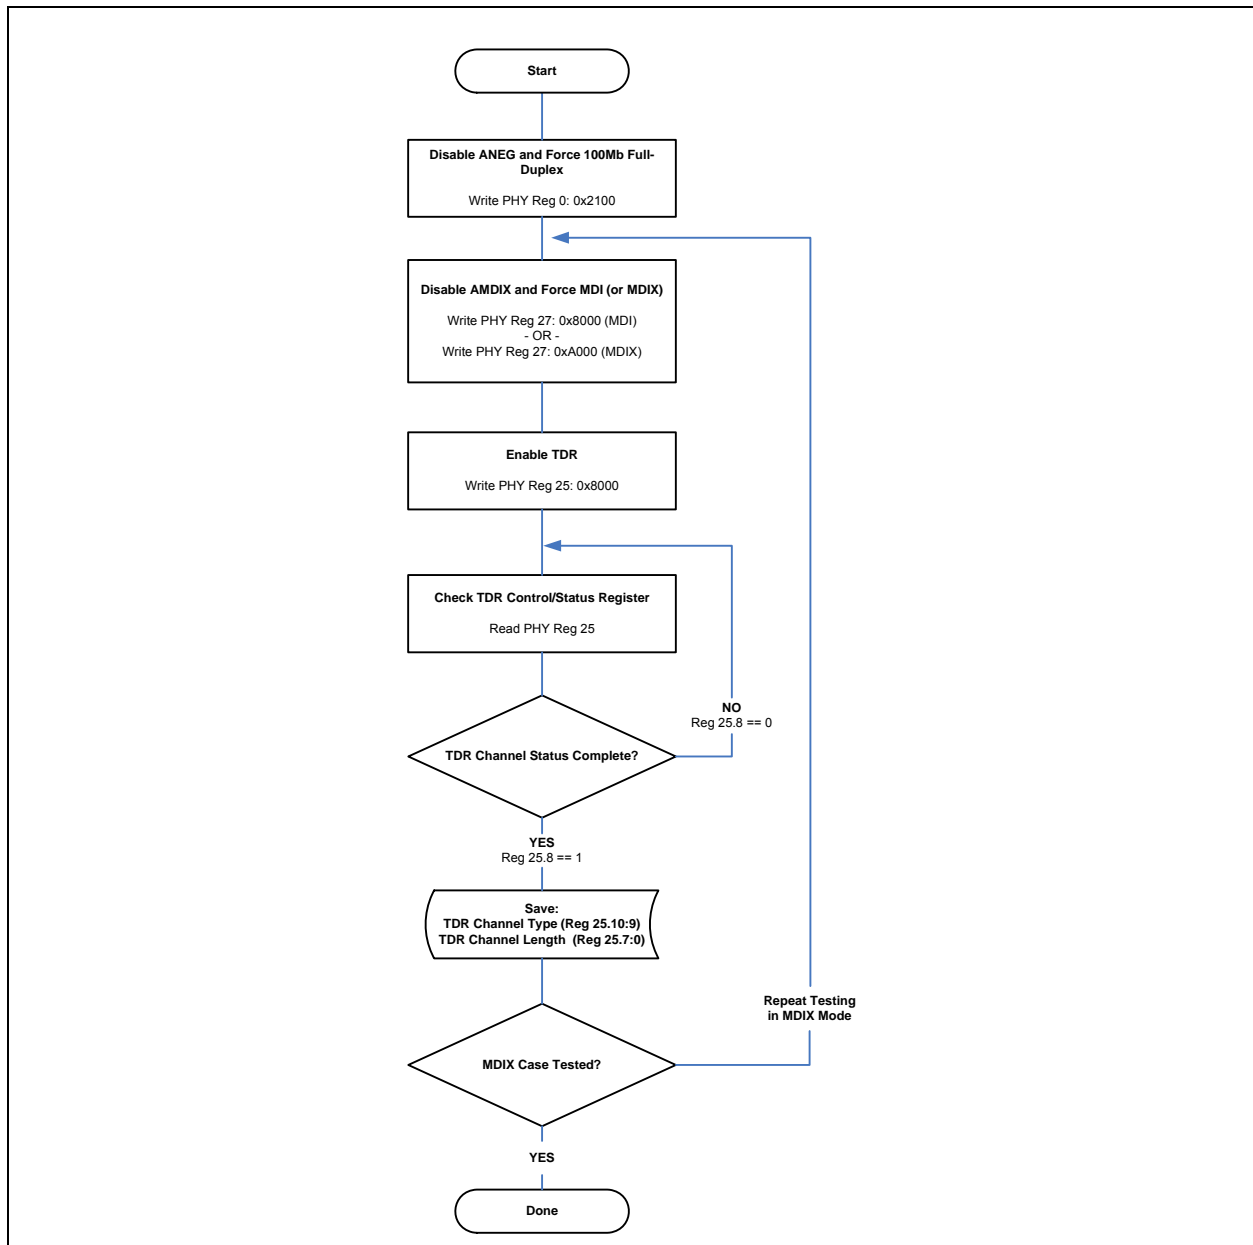 Start
Disable ANEG and Force 100Mb Full-
Duplex
Write PHY Reg 0: 0x2100
Disable AMDIX and Force MDI (or MDIX)
Write PHY Reg 27: 0x8000 (MDI)
- OR -
Write PHY Reg 27: 0xA000 (MDIX)
Enable TDR
Write PHY Reg 25: 0x8000
Check TDR Control/Status Register
Read PHY Reg 25
NO
Reg 25.8 == 0
TDR Channel Status Complete?
YES
Reg 25.8 == 1
Save:
TDR Channel Type (Reg 25.10:9)
TDR Channel Length (Reg 25.7:0)
Repeat Testing
in MDIX Mode
MDIX Case Tested?
YES
Done